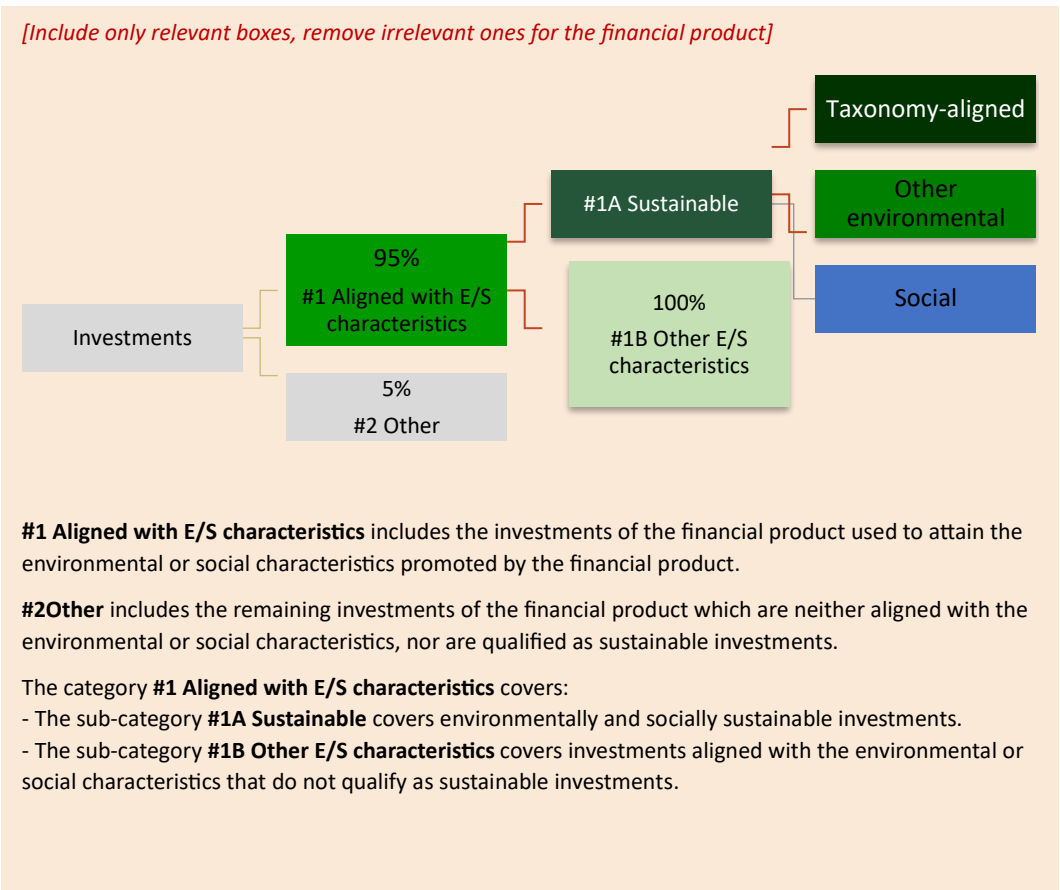 [Include only relevant boxes, remove irrelevant ones for the financial product]
Taxonomy-aligned
#1A Sustainable
Other
environmental
95%
#1 Aligned with E/S
characteristics
100%
#1B Other E/S
characteristics
Social
Investments
5%
#2 Other
#1 Aligned with E/S characteristics includes the investments of the financial product used to attain the
environmental or social characteristics promoted by the financial product.
#2Other includes the remaining investments of the financial product which are neither aligned with the
environmental or social characteristics, nor are qualified as sustainable investments.
The category #1 Aligned with E/S characteristics covers:
- The sub-category #1A Sustainable covers environmentally and socially sustainable investments.
- The sub-category #1B Other E/S characteristics covers investments aligned with the environmental or
social characteristics that do not qualify as sustainable investments.